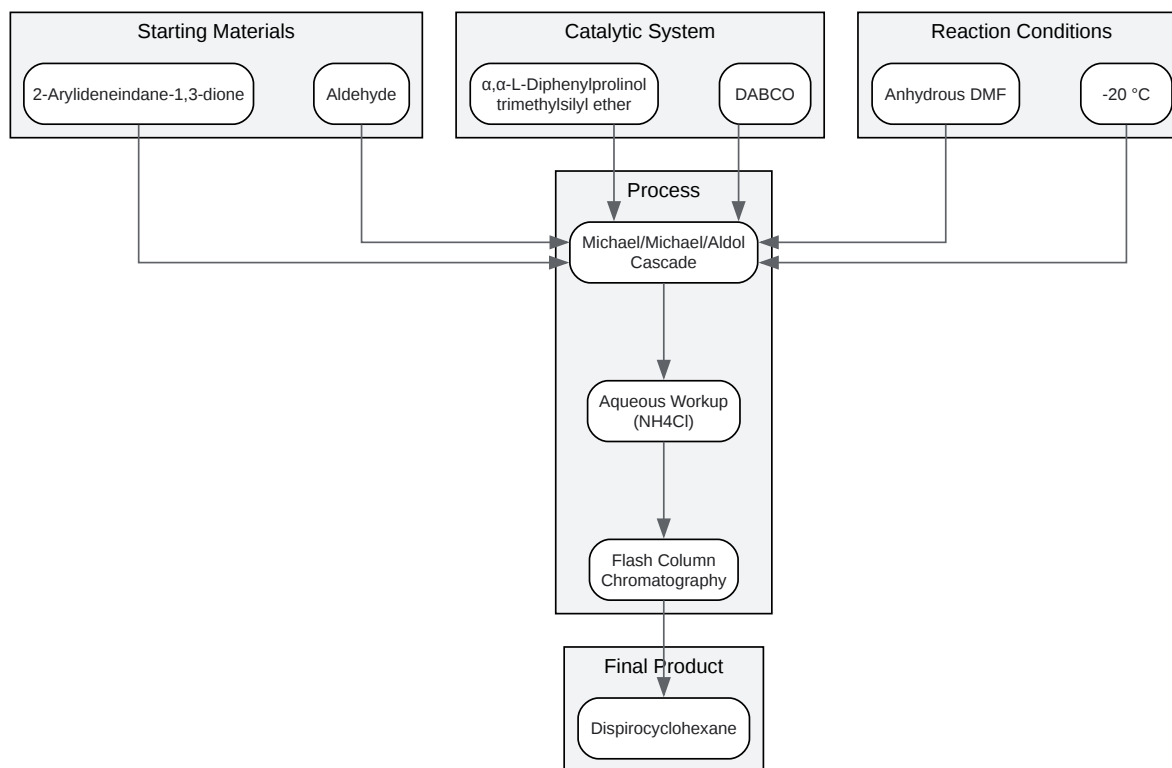 Starting Materials
2-Arylideneindane-1,3-dione
Aldehyde
Catalytic System
α,α-L-Diphenylprolinol
trimethylsilyl ether
DABCO
Reaction Conditions
Anhydrous DMF
-20 °C
Process
Michael/Michael/Aldol
Cascade
Aqueous Workup
(NH4Cl)
Flash Column
Chromatography
Final Product
Dispirocyclohexane